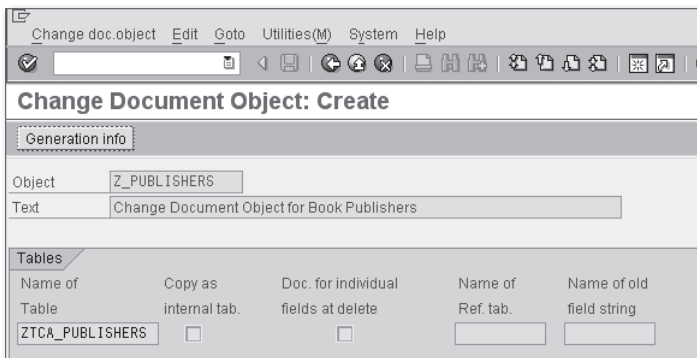 Change doc.object Edit Goto Utilities(M) System Help
Change Document Object: Create
Generation info
Object Z_PUBLISHERS
Text Change Document Object for Book Publishers
Tables
Name of Copy as Doc. for individual Name of Name of old
Table internal tab. fields at delete Ref. tab. field string
ZTCA_PUBLISHERS